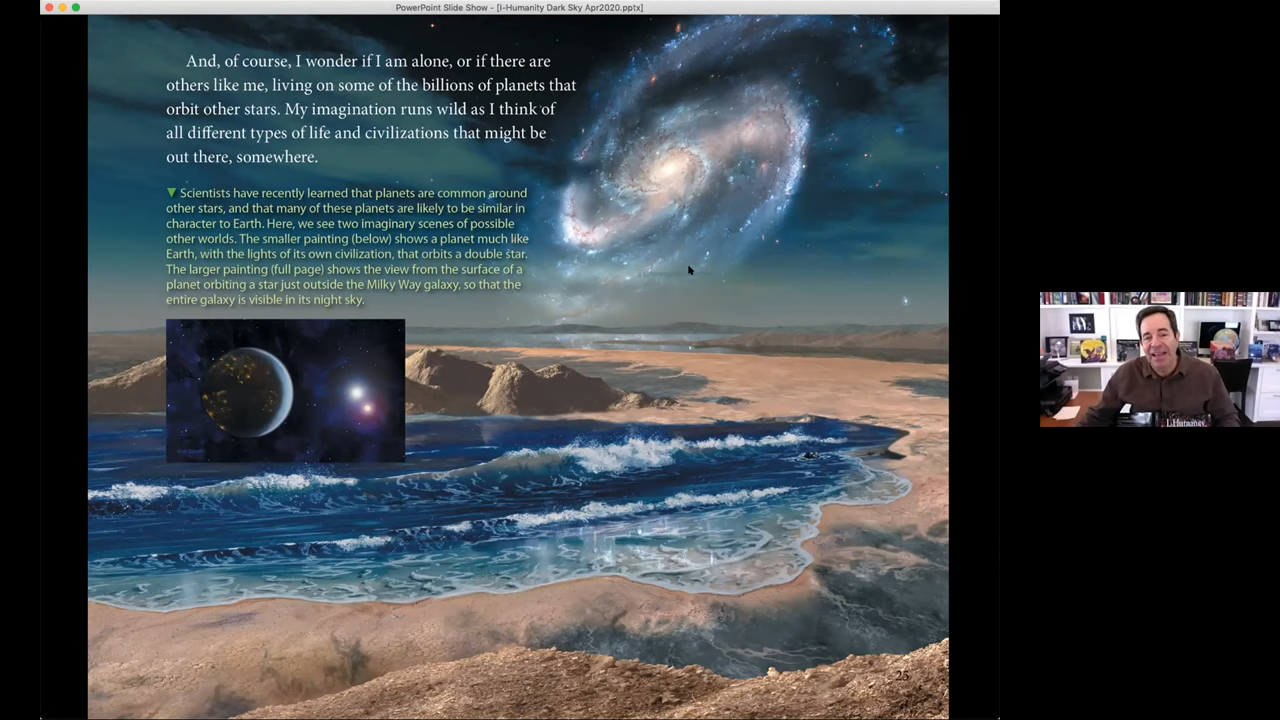 PowerPoint Slide Show - [I-Humanity Dark Sky Apr2020.pptx]
And, of course, I wonder if I am alone, or if there are
others like me, living on some of the billions of planets that
orbit other stars. My imagination runs wild as I think of
all different types of life and civilizations that might be
out there, somewhere.
▼ Scientists have recently learned that planets are common around
other stars, and that many of these planets are likely to be similar in
character to Earth. Here, we see two imaginary scenes of possible
other worlds. The smaller painting (below) shows a planet much like
Earth, with the lights of its own civilization, that orbits a double star.
The larger painting (full page) shows the view from the surface of a
planet orbiting a star just outside the Milky Way galaxy, so that the
entire galaxy is visible in its night sky.
I, Humanity
25